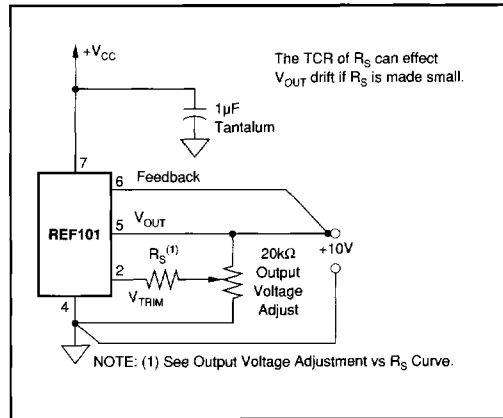 +VCC
The TCR of RS can effect
VOUT drift if RS is made small.
1µF
Tantalum
7
6
Feedback
REF101
5
VOUT
+10V
2
RS(1)
VTRIM
20kΩ
Output
Voltage
Adjust
4
NOTE: (1) See Output Voltage Adjustment vs RS Curve.